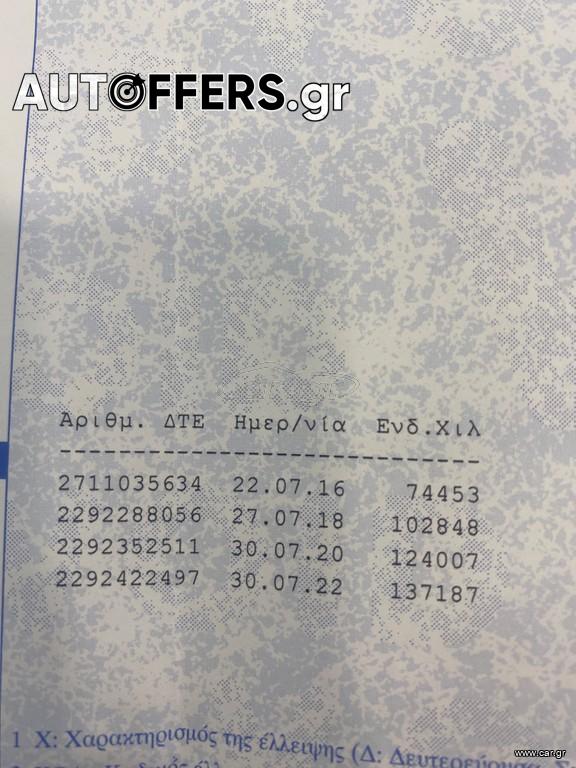 AUTOFFERS.gr
Αριθμ. ΔΤΕ Ημερ/νία Ενδ.Χιλ
-----------------------------
2711035634 22.07.16 74453
2292288056 27.07.18 102848
2292352511 30.07.20 124007
2292422497 30.07.22 137187
1 Χ: Χαρακτηρισμός της έλλειψης (Δ: Δευτερεύουσα,
www.car.gr